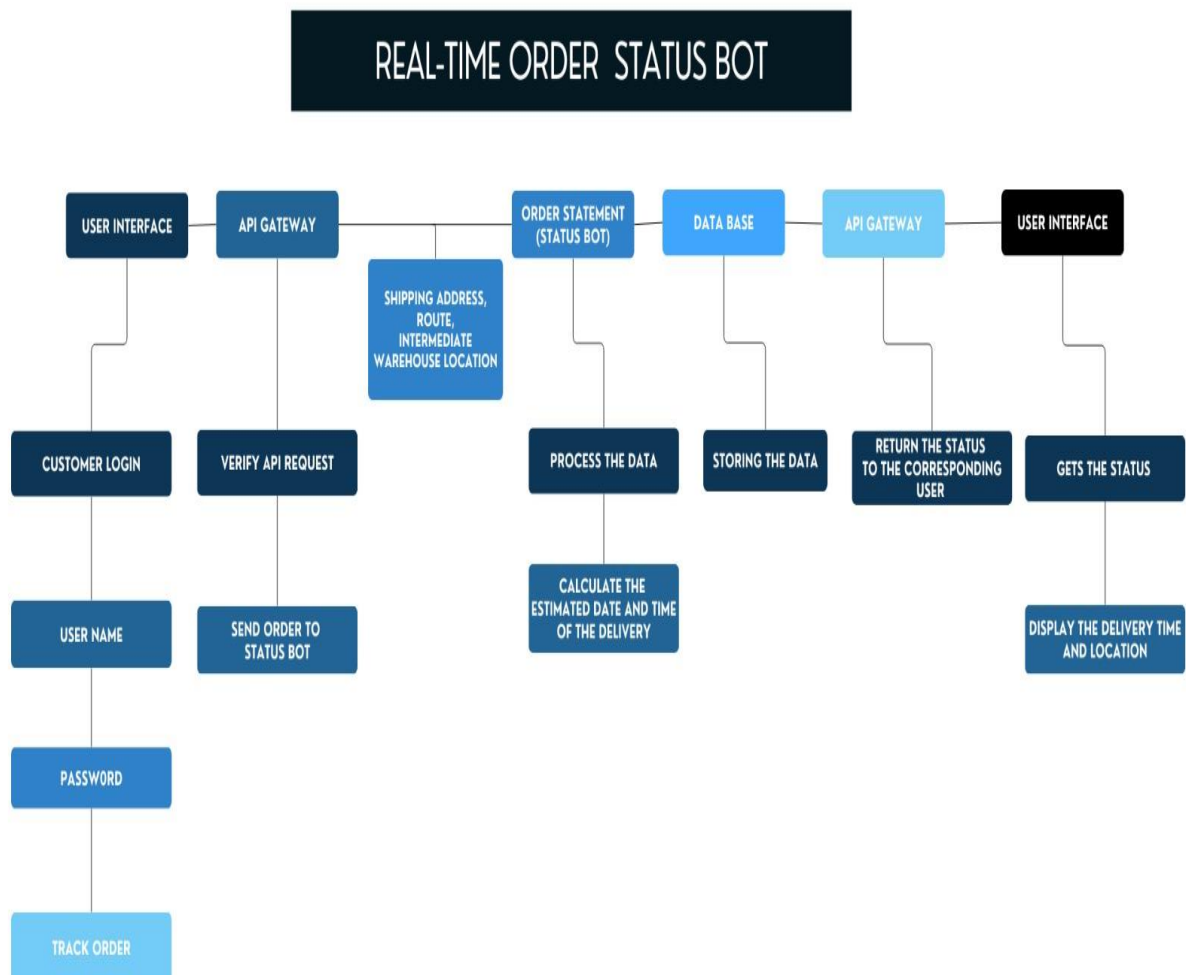 REAL-TIME ORDER STATUS BOT
USER INTERFACE
API GATEWAY
ORDER STATEMENT
(STATUS BOT)
DATA BASE
API GATEWAY
USER INTERFACE
SHIPPING ADDRESS,
ROUTE,
INTERMEDIATE
WAREHOUSE LOCATION
CUSTOMER LOGIN
VERIFY API REQUEST
PROCESS THE DATA
STORING THE DATA
RETURN THE STATUS
TO THE CORRESPONDING
USER
GETS THE STATUS
USER NAME
SEND ORDER TO
STATUS BOT
CALCULATE THE
ESTIMATED DATE AND TIME
OF THE DELIVERY
DISPLAY THE DELIVERY TIME
AND LOCATION
PASSWORD
TRACK ORDER